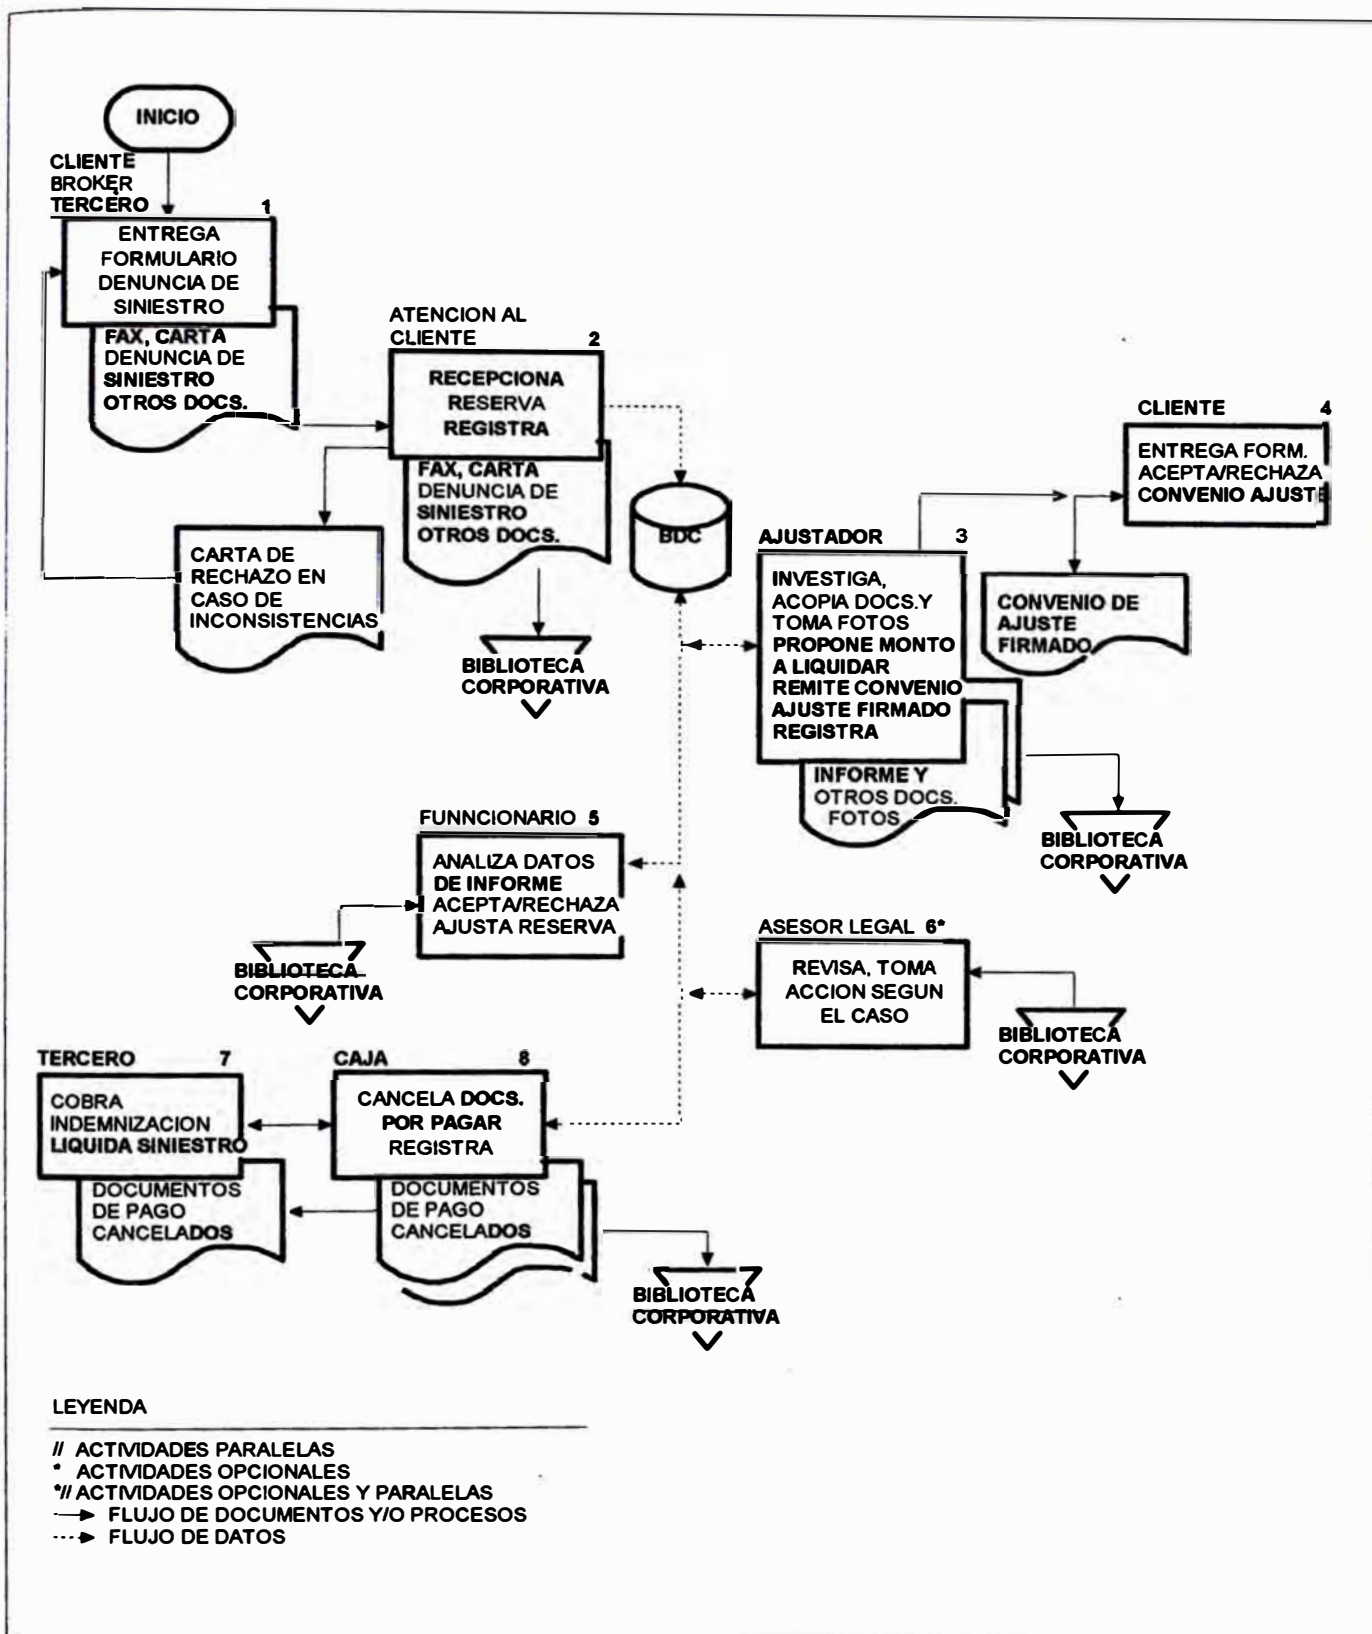 INICIO
CLIENTE
BROKER
TERCERO 1
ENTREGA
FORMULARIO
DENUNCIA DE
SINIESTRO
FAX, CARTA
DENUNCIA DE
SINIESTRO
OTROS DOCS.
ATENCION AL
CLIENTE 2
RECEPCIONA
RESERVA
REGISTRA
FAX, CARTA
DENUNCIA DE
SINIESTRO
OTROS DOCS.
CARTA DE
RECHAZO EN
CASO DE
INCONSISTENCIAS
BIBLIOTECA
CORPORATIVA
BDC
AJUSTADOR 3
INVESTIGA,
ACOPIA DOCS.Y
TOMA FOTOS
PROPONE MONTO
A LIQUIDAR
REMITE CONVENIO
AJUSTE FIRMADO
REGISTRA
INFORME Y
OTROS DOCS.
FOTOS
CLIENTE 4
ENTREGA FORM.
ACEPTA/RECHAZA
CONVENIO AJUSTE
CONVENIO DE
AJUSTE
FIRMADO
BIBLIOTECA
CORPORATIVA
FUNNCIONARIO 5
ANALIZA DATOS
DE INFORME
ACEPTA/RECHAZA
AJUSTA RESERVA
BIBLIOTECA
CORPORATIVA
ASESOR LEGAL 6*
REVISA, TOMA
ACCION SEGUN
EL CASO
BIBLIOTECA
CORPORATIVA
TERCERO 7
COBRA
INDEMNIZACION
LIQUIDA SINIESTRO
DOCUMENTOS
DE PAGO
CANCELADOS
CAJA 8
CANCELA DOCS.
POR PAGAR
REGISTRA
DOCUMENTOS
DE PAGO
CANCELADOS
BIBLIOTECA
CORPORATIVA
LEYENDA
// ACTIVIDADES PARALELAS
* ACTIVIDADES OPCIONALES
*// ACTIVIDADES OPCIONALES Y PARALELAS
FLUJO DE DOCUMENTOS Y/O PROCESOS
FLUJO DE DATOS